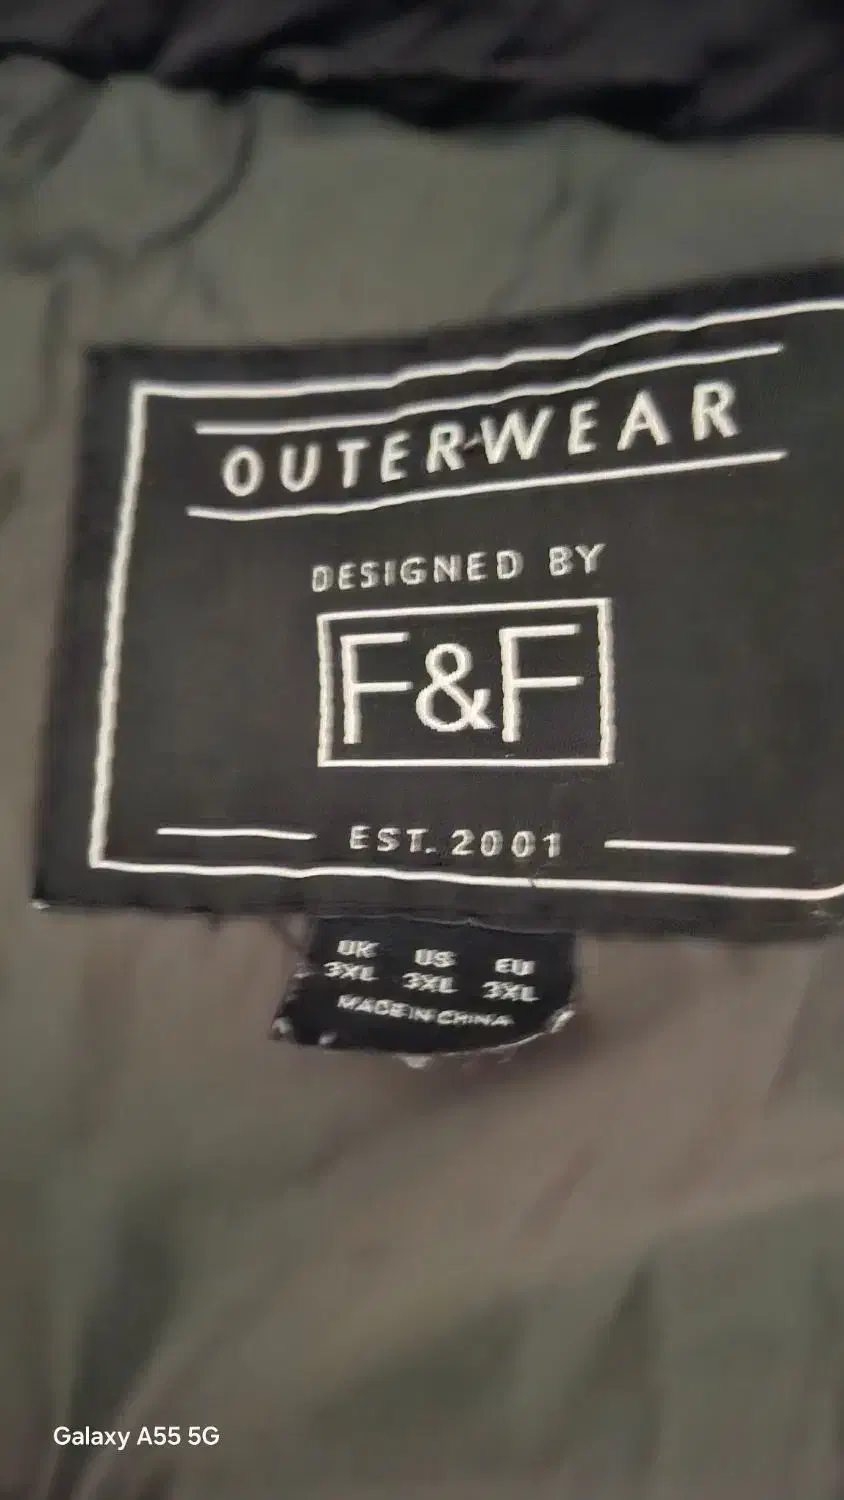 OUTERWEAR
DESIGNED BY
F&F
EST. 2001
UK US EU
3XL 3XL 3XL
MADE IN CHINA
Galaxy A55 5G